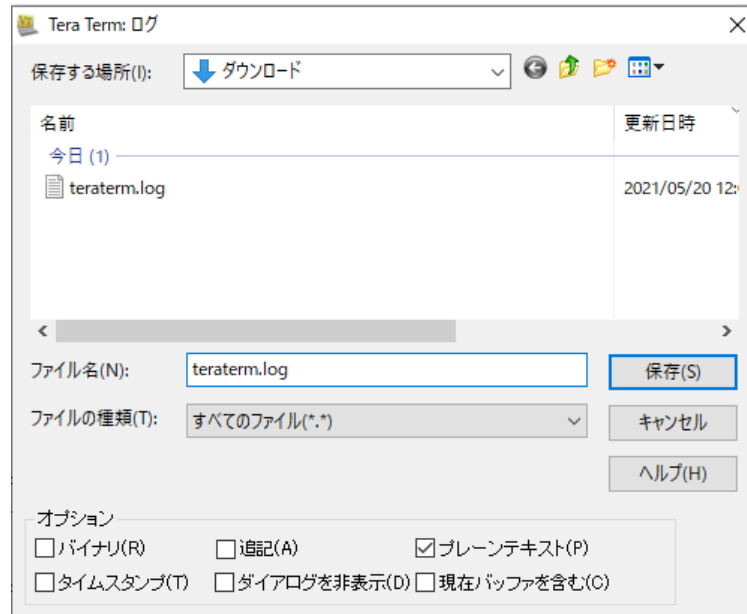 Tera Term: ログ
保存する場所(I):
ダウンロード
名前
更新日時
今日 (1)
teraterm.log
2021/05/20 12:
ファイル名(N):
teraterm.log
保存(S)
ファイルの種類(T):
すべてのファイル(*.*)
キャンセル
ヘルプ(H)
オプション
バイナリ(R)
追記(A)
プレーンテキスト(P)
タイムスタンプ(T)
ダイアログを非表示(D)
現在バッファを含む(C)